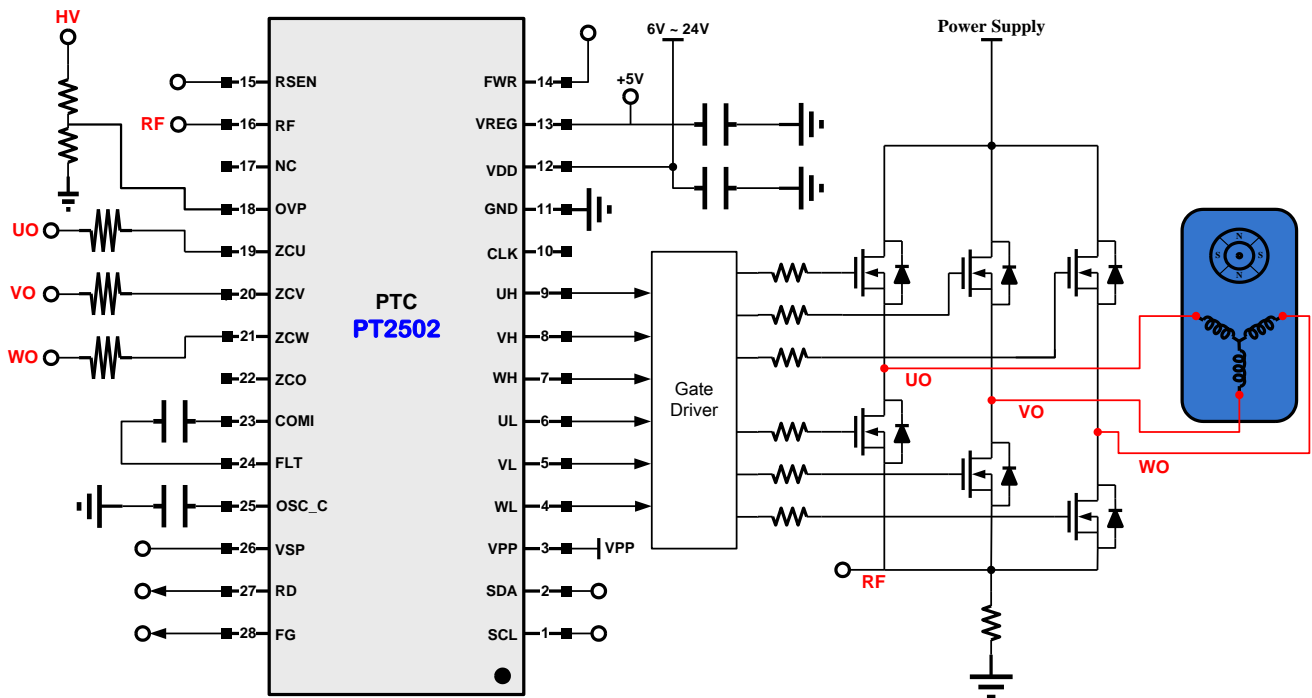 HV
6V ~ 24V
Power Supply
15 RSEN
FWR 14
+5V
RF
16 RF
VREG 13
17 NC
VDD 12
18 OVP
GND 11
UO
19 ZCU
CLK 10
VO
20 ZCV
UH 9
PTC
PT2502
WO
21 ZCW
VH 8
22 ZCO
WH 7
23 COMI
UL 6
24 FLT
VL 5
25 OSC_C
WL 4
26 VSP
VPP 3
VPP
27 RD
SDA 2
28 FG
SCL 1
Gate
Driver
UO
VO
WO
RF
N
S
S
N